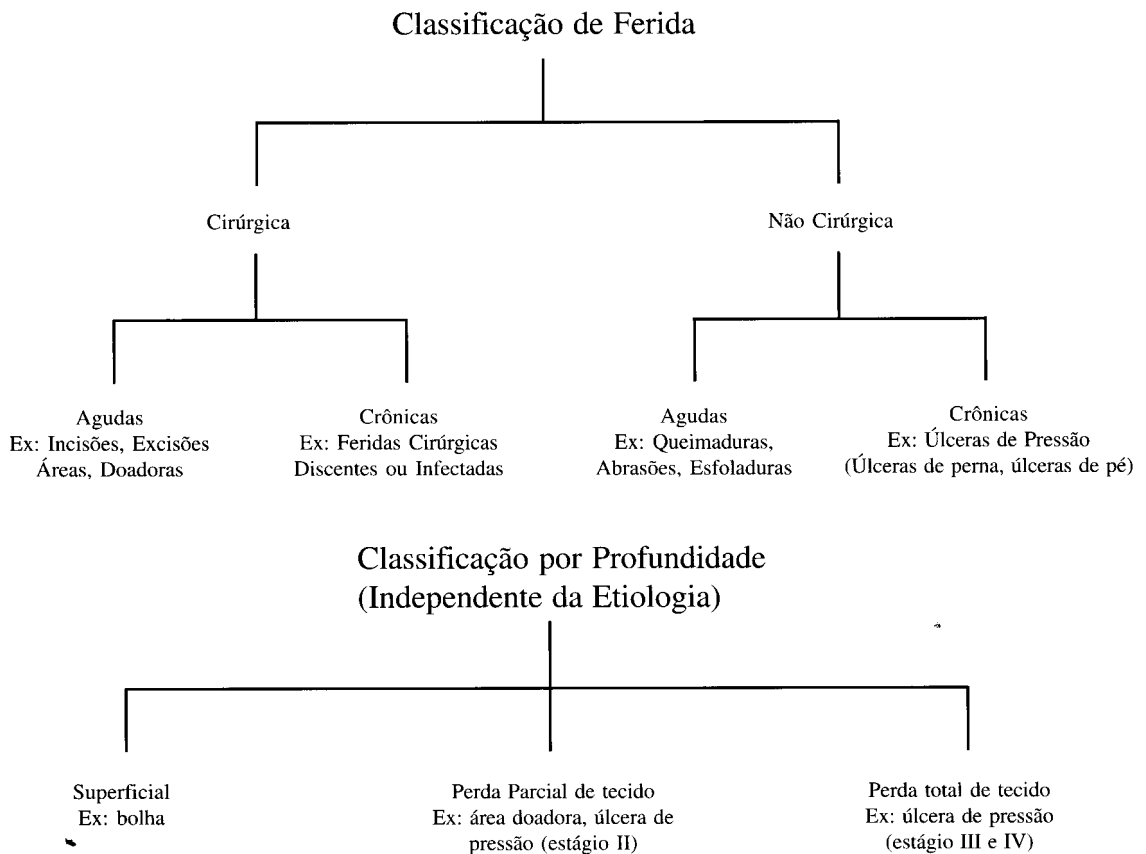 Classificação de Ferida
Cirúrgica
Não Cirúrgica
Agudas
Ex: Incisões, Excisões
Áreas, Doadoras
Crônicas
Ex: Feridas Cirúrgicas
Discentes ou Infectadas
Agudas
Ex: Queimaduras,
Abrasões, Esfoladuras
Crônicas
Ex: Úlceras de Pressão
(Úlceras de perna, úlceras de pé)
Classificação por Profundidade
(Independente da Etiologia)
Superficial
Ex: bolha
Perda Parcial de tecido
Ex: área doadora, úlcera de
pressão (estágio II)
Perda total de tecido
Ex: úlcera de pressão
(estágio III e IV)